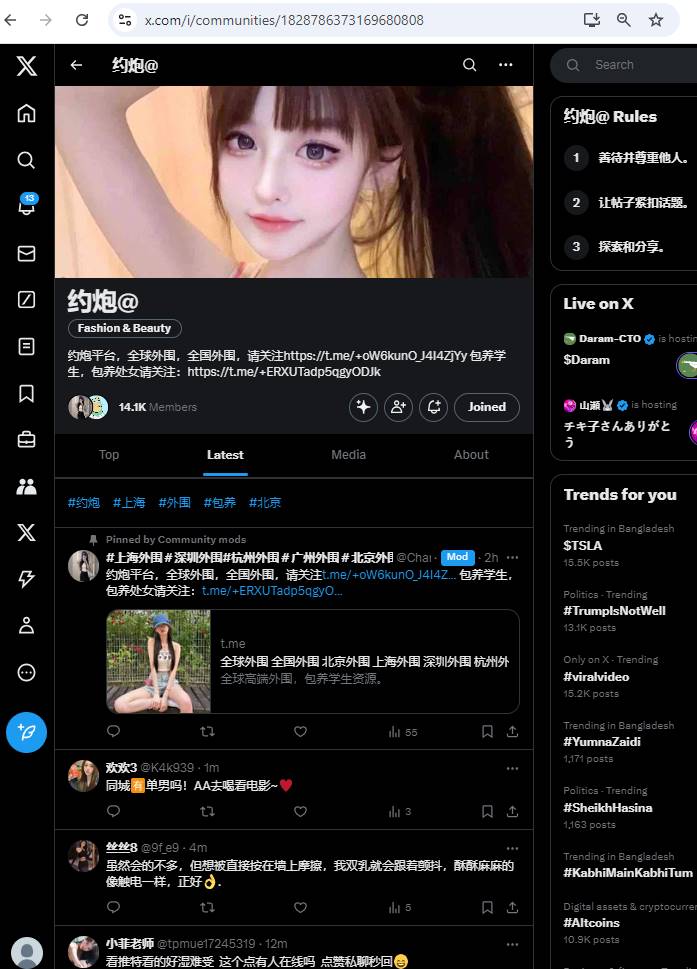 x.com/i/communities/1828786373169680808
约炮@
Search
约炮@ Rules
1 善待并尊重他人。
2 让帖子紧扣话题。
3 探索和分享。
13
约炮@
Fashion & Beauty
约炮平台，全球外围，全国外围，请关注https://t.me/+oW6kunO_J4I4ZjYy 包养学
生，包养处女请关注：https://t.me/+ERXUTadp5qgyODJk
14.1K Members
Joined
Live on X
Daram-CTO is hosting
$Daram
山瀬 is hosting
チキ子さんありがと
う
Top Latest Media About
#约炮 #上海 #外围 #包养 #北京
Pinned by Community mods
#上海外围#深圳外围#杭州外围#广州外围#北京外围 @Char · Mod · 2h
约炮平台，全球外围，全国外围，请关注t.me/+oW6kunO_J4I4Z... 包养学生，
包养处女请关注：t.me/+ERXUTadp5qgyO...
t.me
全球外围 全国外围 北京外围 上海外围 深圳外围 杭州外
全球高端外围，包养学生资源。
55
欢欢3 @K4k939 · 1m
同城🈶单男吗！AA去喝看电影~♥
3
丝丝8 @9f_e9 · 4m
虽然会的不多，但想被直接按在墙上摩擦，我双乳就会跟着颤抖，酥酥麻麻的
像触电一样，正好👌.
5
小菲老师 @tpmue17245319 · 12m
看推特看的好湿难受 这个点有人在线吗 点赞私聊秒回😄
Trends for you
Trending in Bangladesh
$TSLA
15.5K posts
Politics · Trending
#TrumpIsNotWell
13.1K posts
Only on X · Trending
#viralvideo
15.2K posts
Trending in Bangladesh
#YumnaZaidi
1,171 posts
Politics · Trending
#SheikhHasina
1,163 posts
Trending in Bangladesh
#KabhiMainKabhiTum
Digital assets & cryptocurren
#Altcoins
10.9K posts